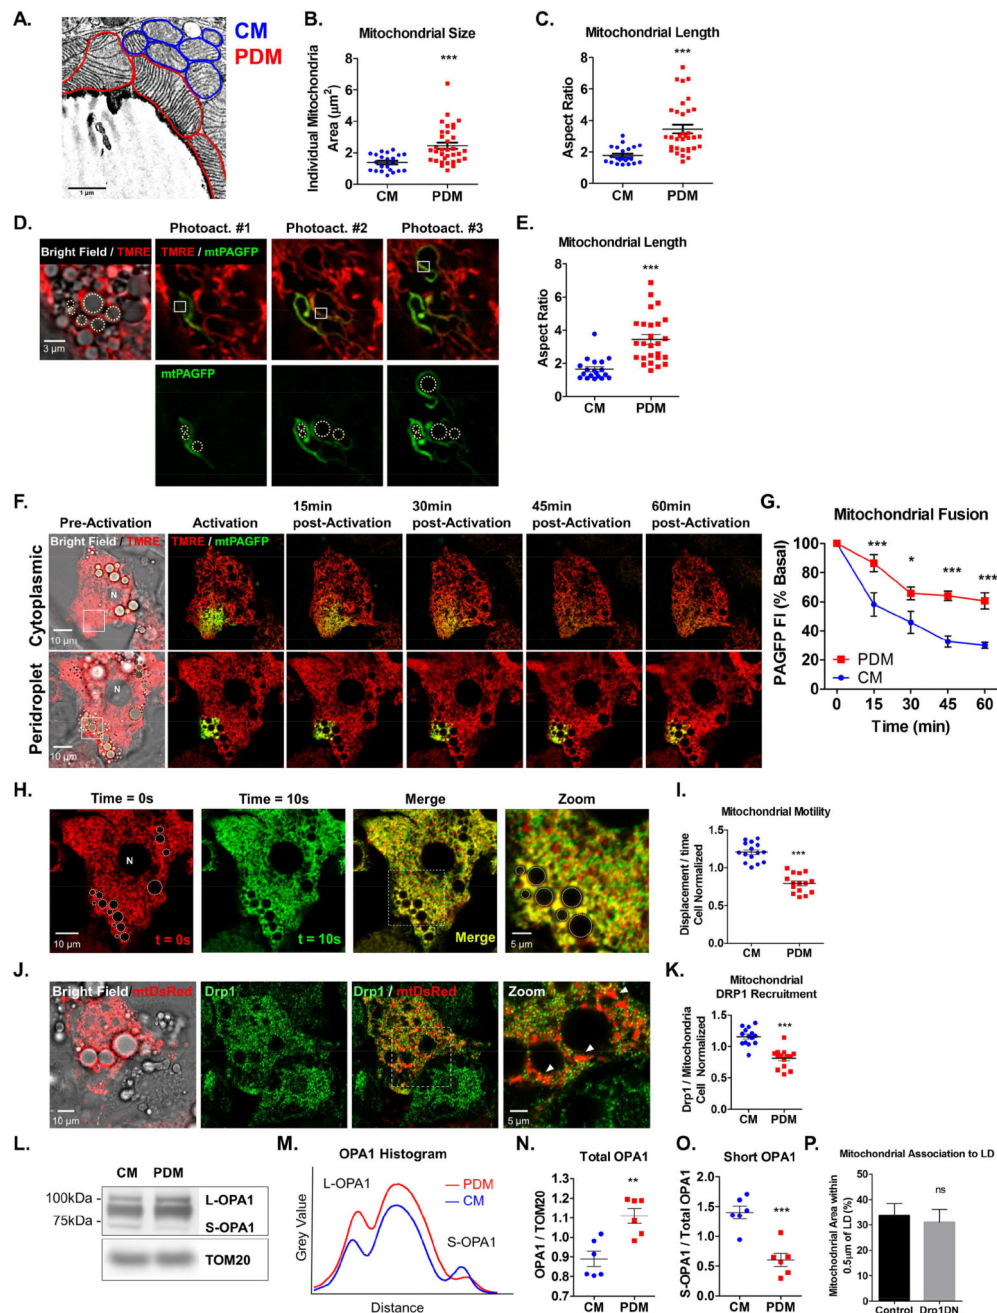 A.
CM
PDM
1 µm
B.
Mitochondrial Size
***
Individual Mitochondria
Area (µm²)
8
6
4
2
0
CM
PDM
C.
Mitochondrial Length
***
Aspect Ratio
8
6
4
2
0
CM
PDM
D.
Photoact. #1
Photoact. #2
Photoact. #3
Bright Field / TMRE
TMRE / mtPAGFP
3 µm
mtPAGFP
E.
Mitochondrial Length
***
Aspect Ratio
8
6
4
2
0
CM
PDM
F.
Pre-Activation
Activation
15min
post-Activation
30min
post-Activation
45min
post-Activation
60min
post-Activation
Cytoplasmic
Bright Field / TMRE
TMRE / mtPAGFP
N
10 µm
Peridroplet
N
10 µm
G.
Mitochondrial Fusion
*** * *** ***
PAGFP FI (% Basal)
100
80
60
40
20
0
PDM
CM
0 15 30 45 60
Time (min)
H.
Time = 0s
Time = 10s
Merge
Zoom
N
10 µm
t = 0s
t = 10s
Merge
5 µm
I.
Mitochondrial Motility
***
Displacement / time
Cell Normalized
1.5
1.0
0.5
0.0
CM
PDM
J.
Bright Field/mtDsRed
Drp1
Drp1 / mtDsRed
Zoom
10 µm
5 µm
K.
Mitochondrial
DRP1 Recruitment
***
Drp1 / Mitochondria
Cell Normalized
1.5
1.0
0.5
0.0
CM
PDM
L.
CM PDM
100kDa
75kDa
L-OPA1
S-OPA1
TOM20
M.
OPA1 Histogram
L-OPA1
PDM
CM
S-OPA1
Grey Value
Distance
N.
Total OPA1
**
OPA1 / TOM20
1.3
1.2
1.1
1.0
0.9
0.8
0.7
CM
PDM
O.
Short OPA1
***
S-OPA1 / Total OPA1
2.0
1.5
1.0
0.5
0.0
CM
PDM
P.
Mitochondrial Association to LD
ns
Mitochondrial Area within
0.5µm of LD (%)
50
40
30
20
10
0
Control
Drp1DN